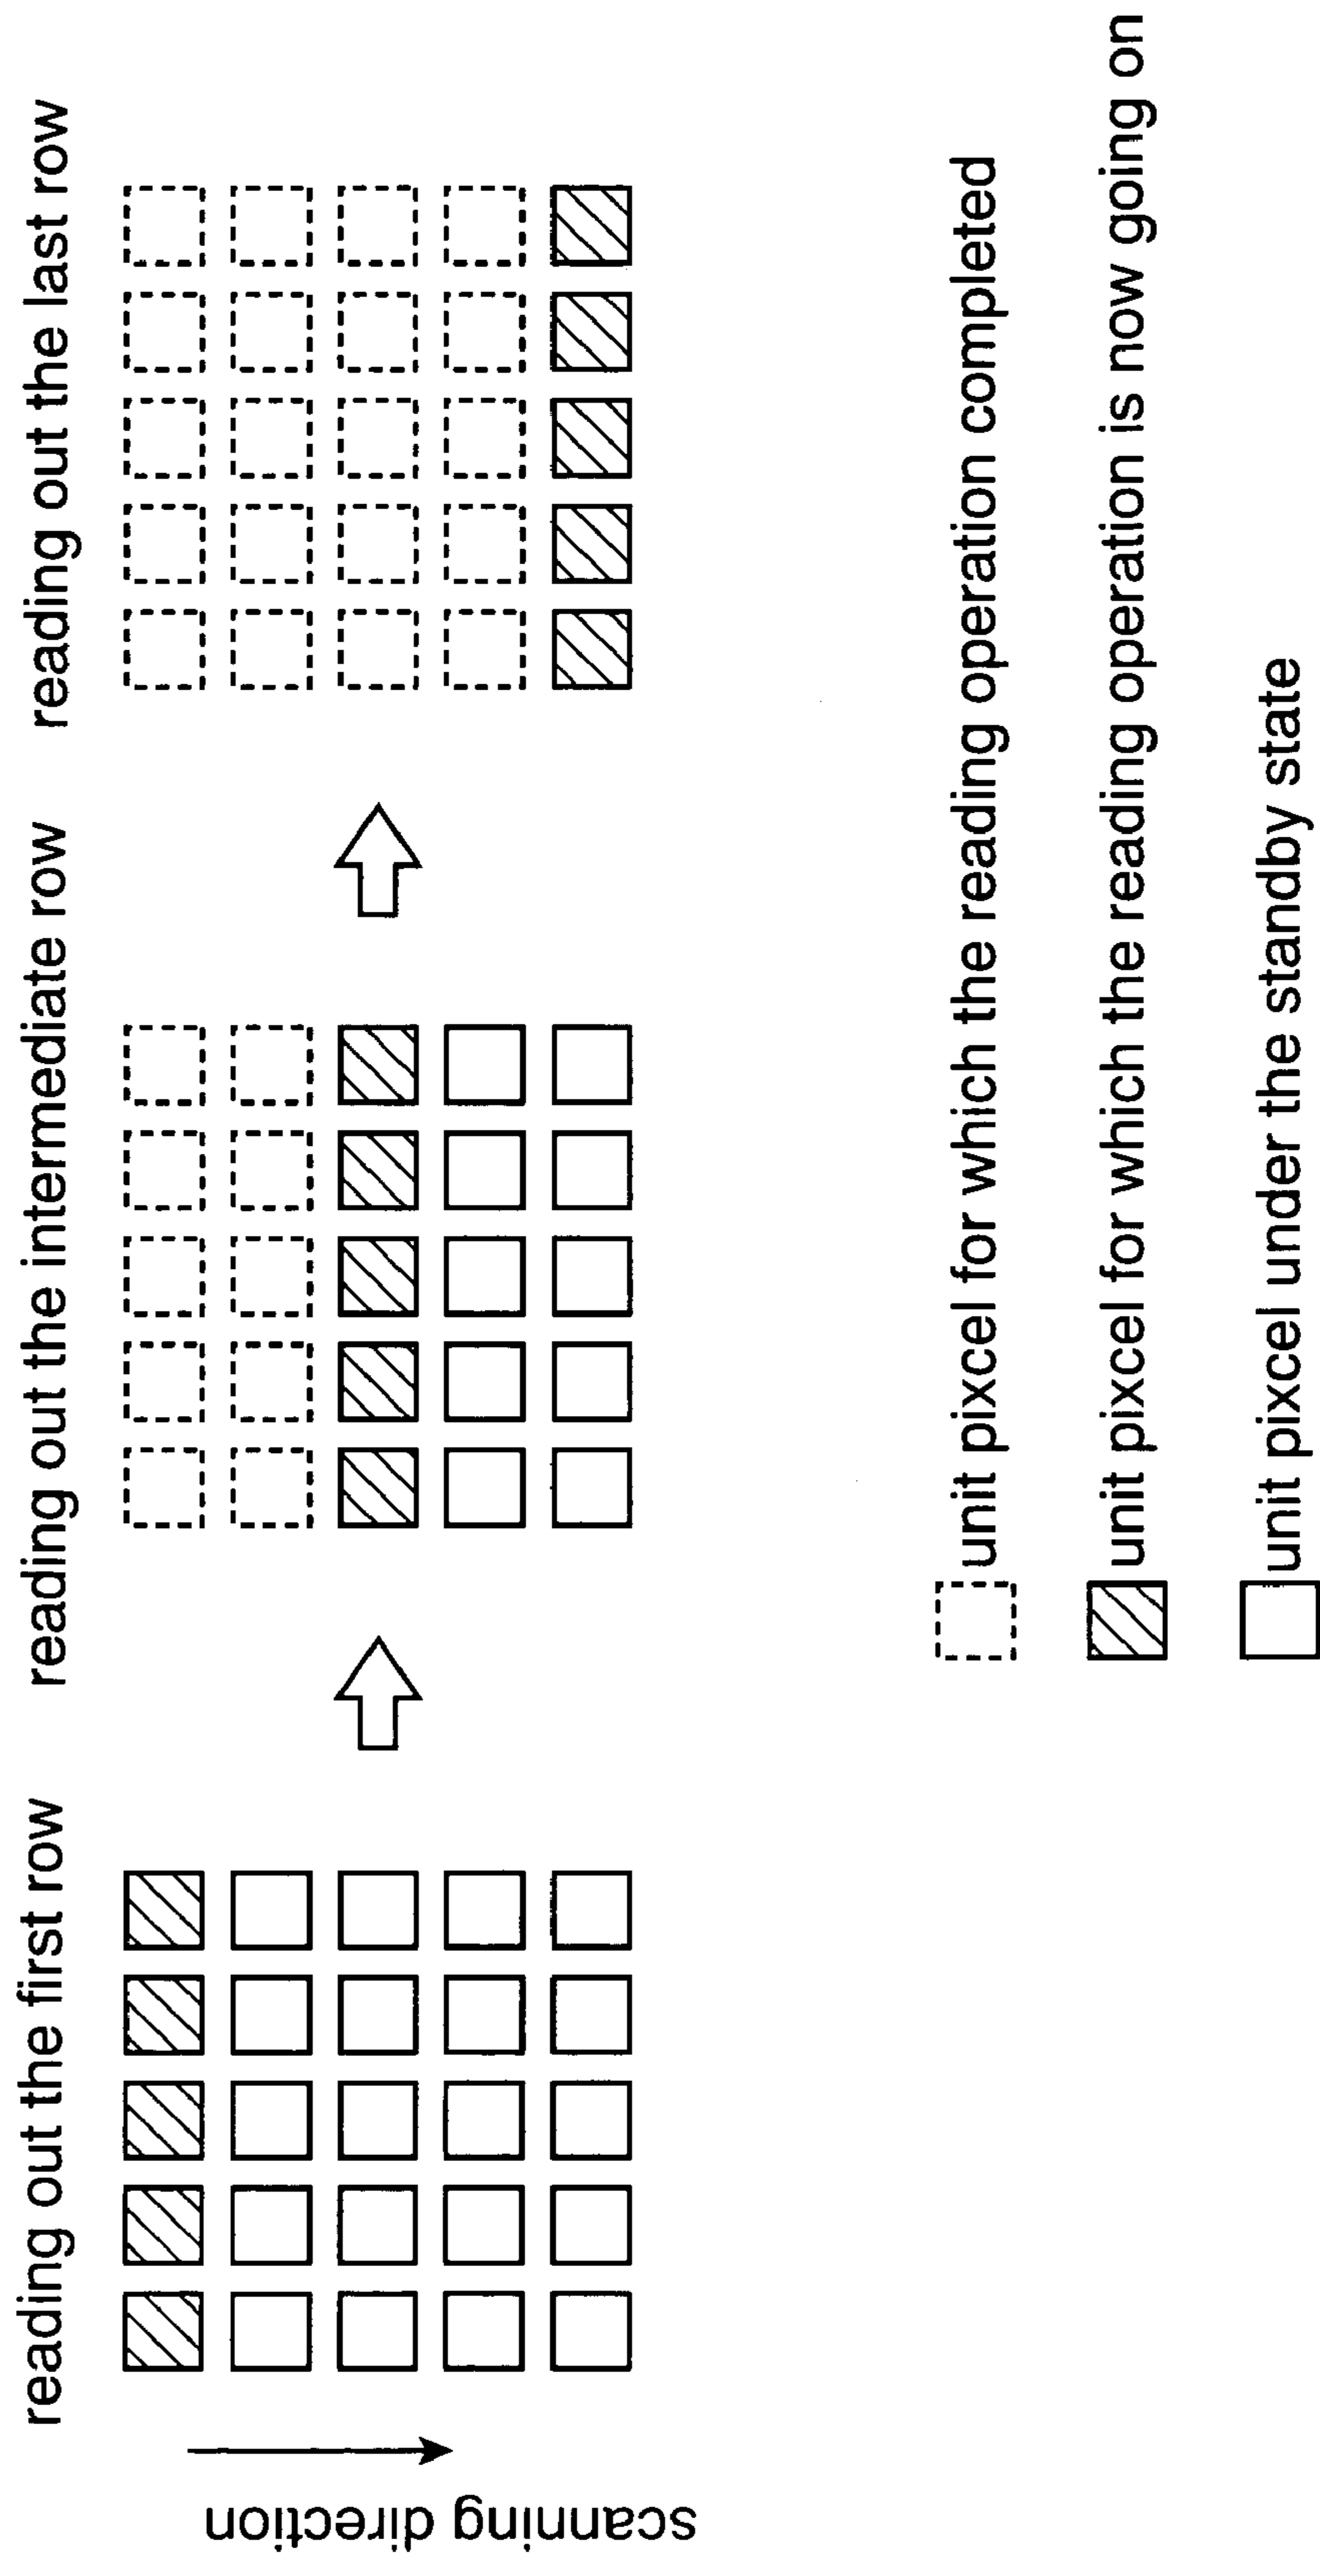 reading out the first row
reading out the intermediate row
reading out the last row
scanning direction
unit pixcel for which the reading operation completed
unit pixcel for which the reading operation is now going on
unit pixcel under the standby state